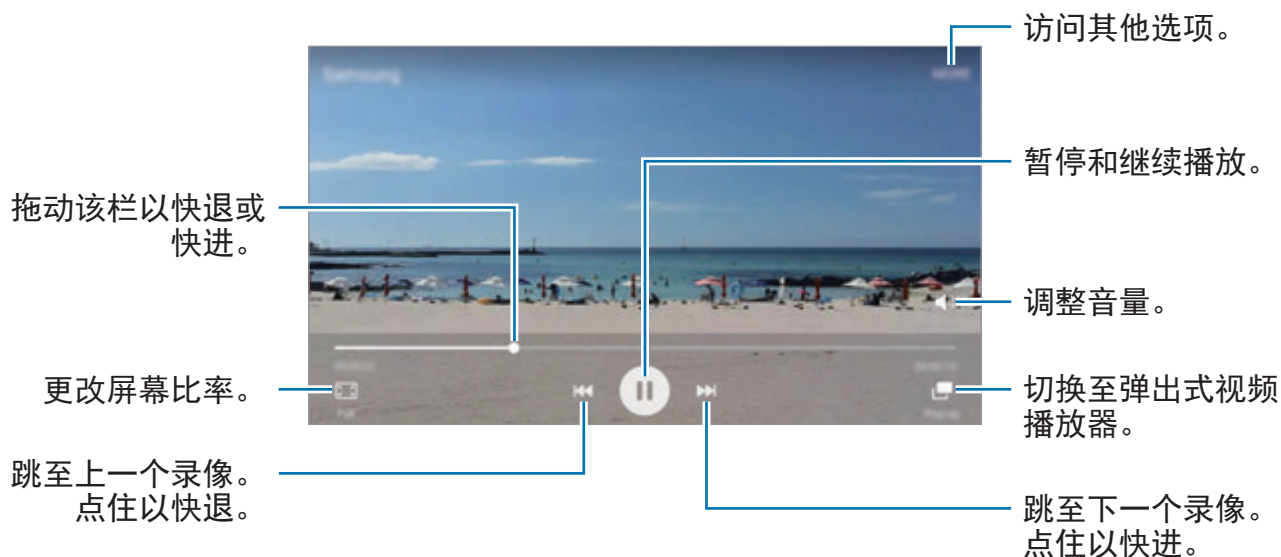 访问其他选项。
Samsung
MORE
暂停和继续播放。
拖动该栏以快退或
快进。
调整音量。
更改屏幕比率。
切换至弹出式视频
播放器。
Full
跳至上一个录像。
点住以快退。
跳至下一个录像。
点住以快进。